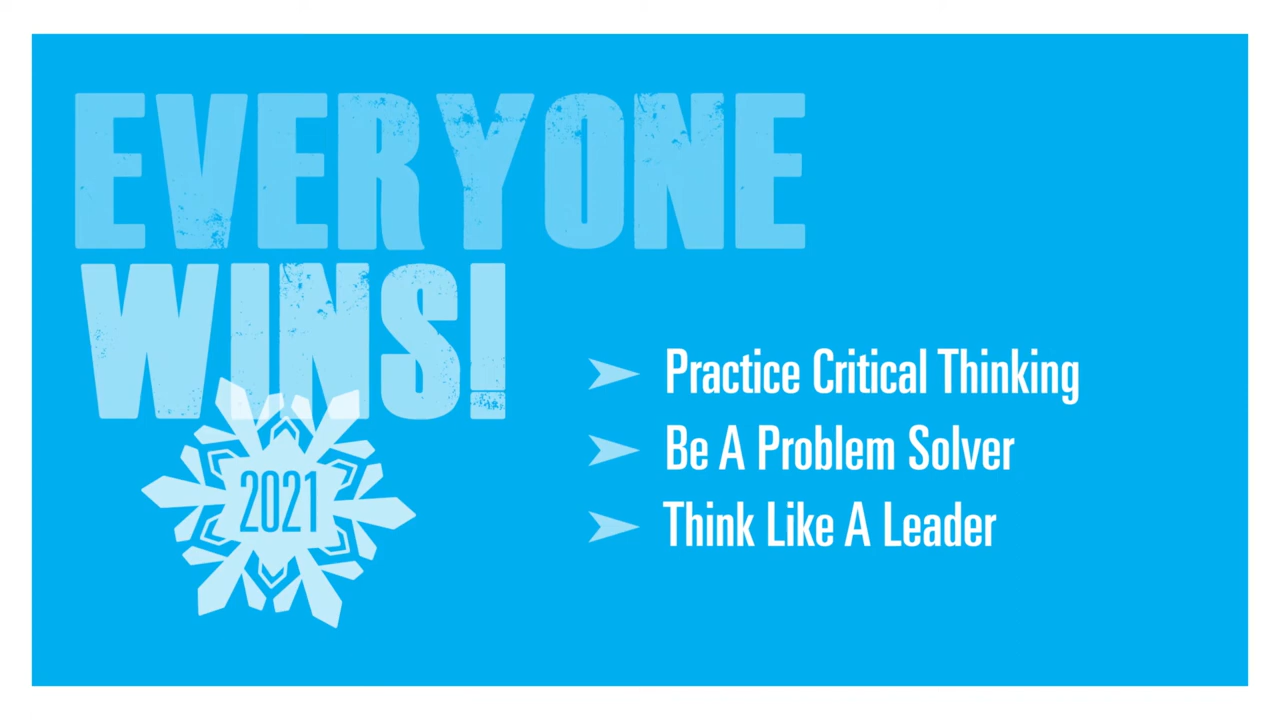 EVERYONE
WINS!
2021
Practice Critical Thinking
Be A Problem Solver
Think Like A Leader